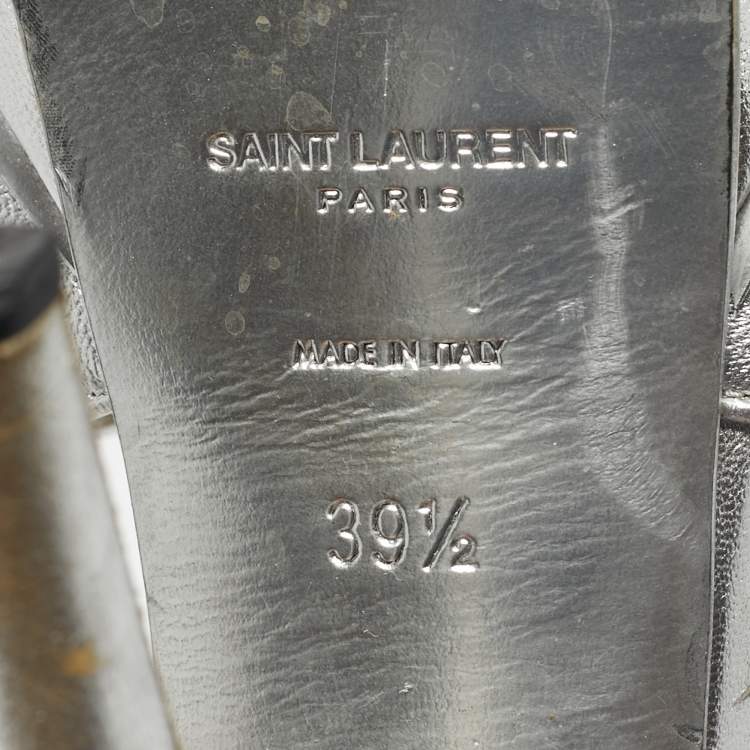 SAINT LAURENT
PARIS
MADE IN ITALY
39½